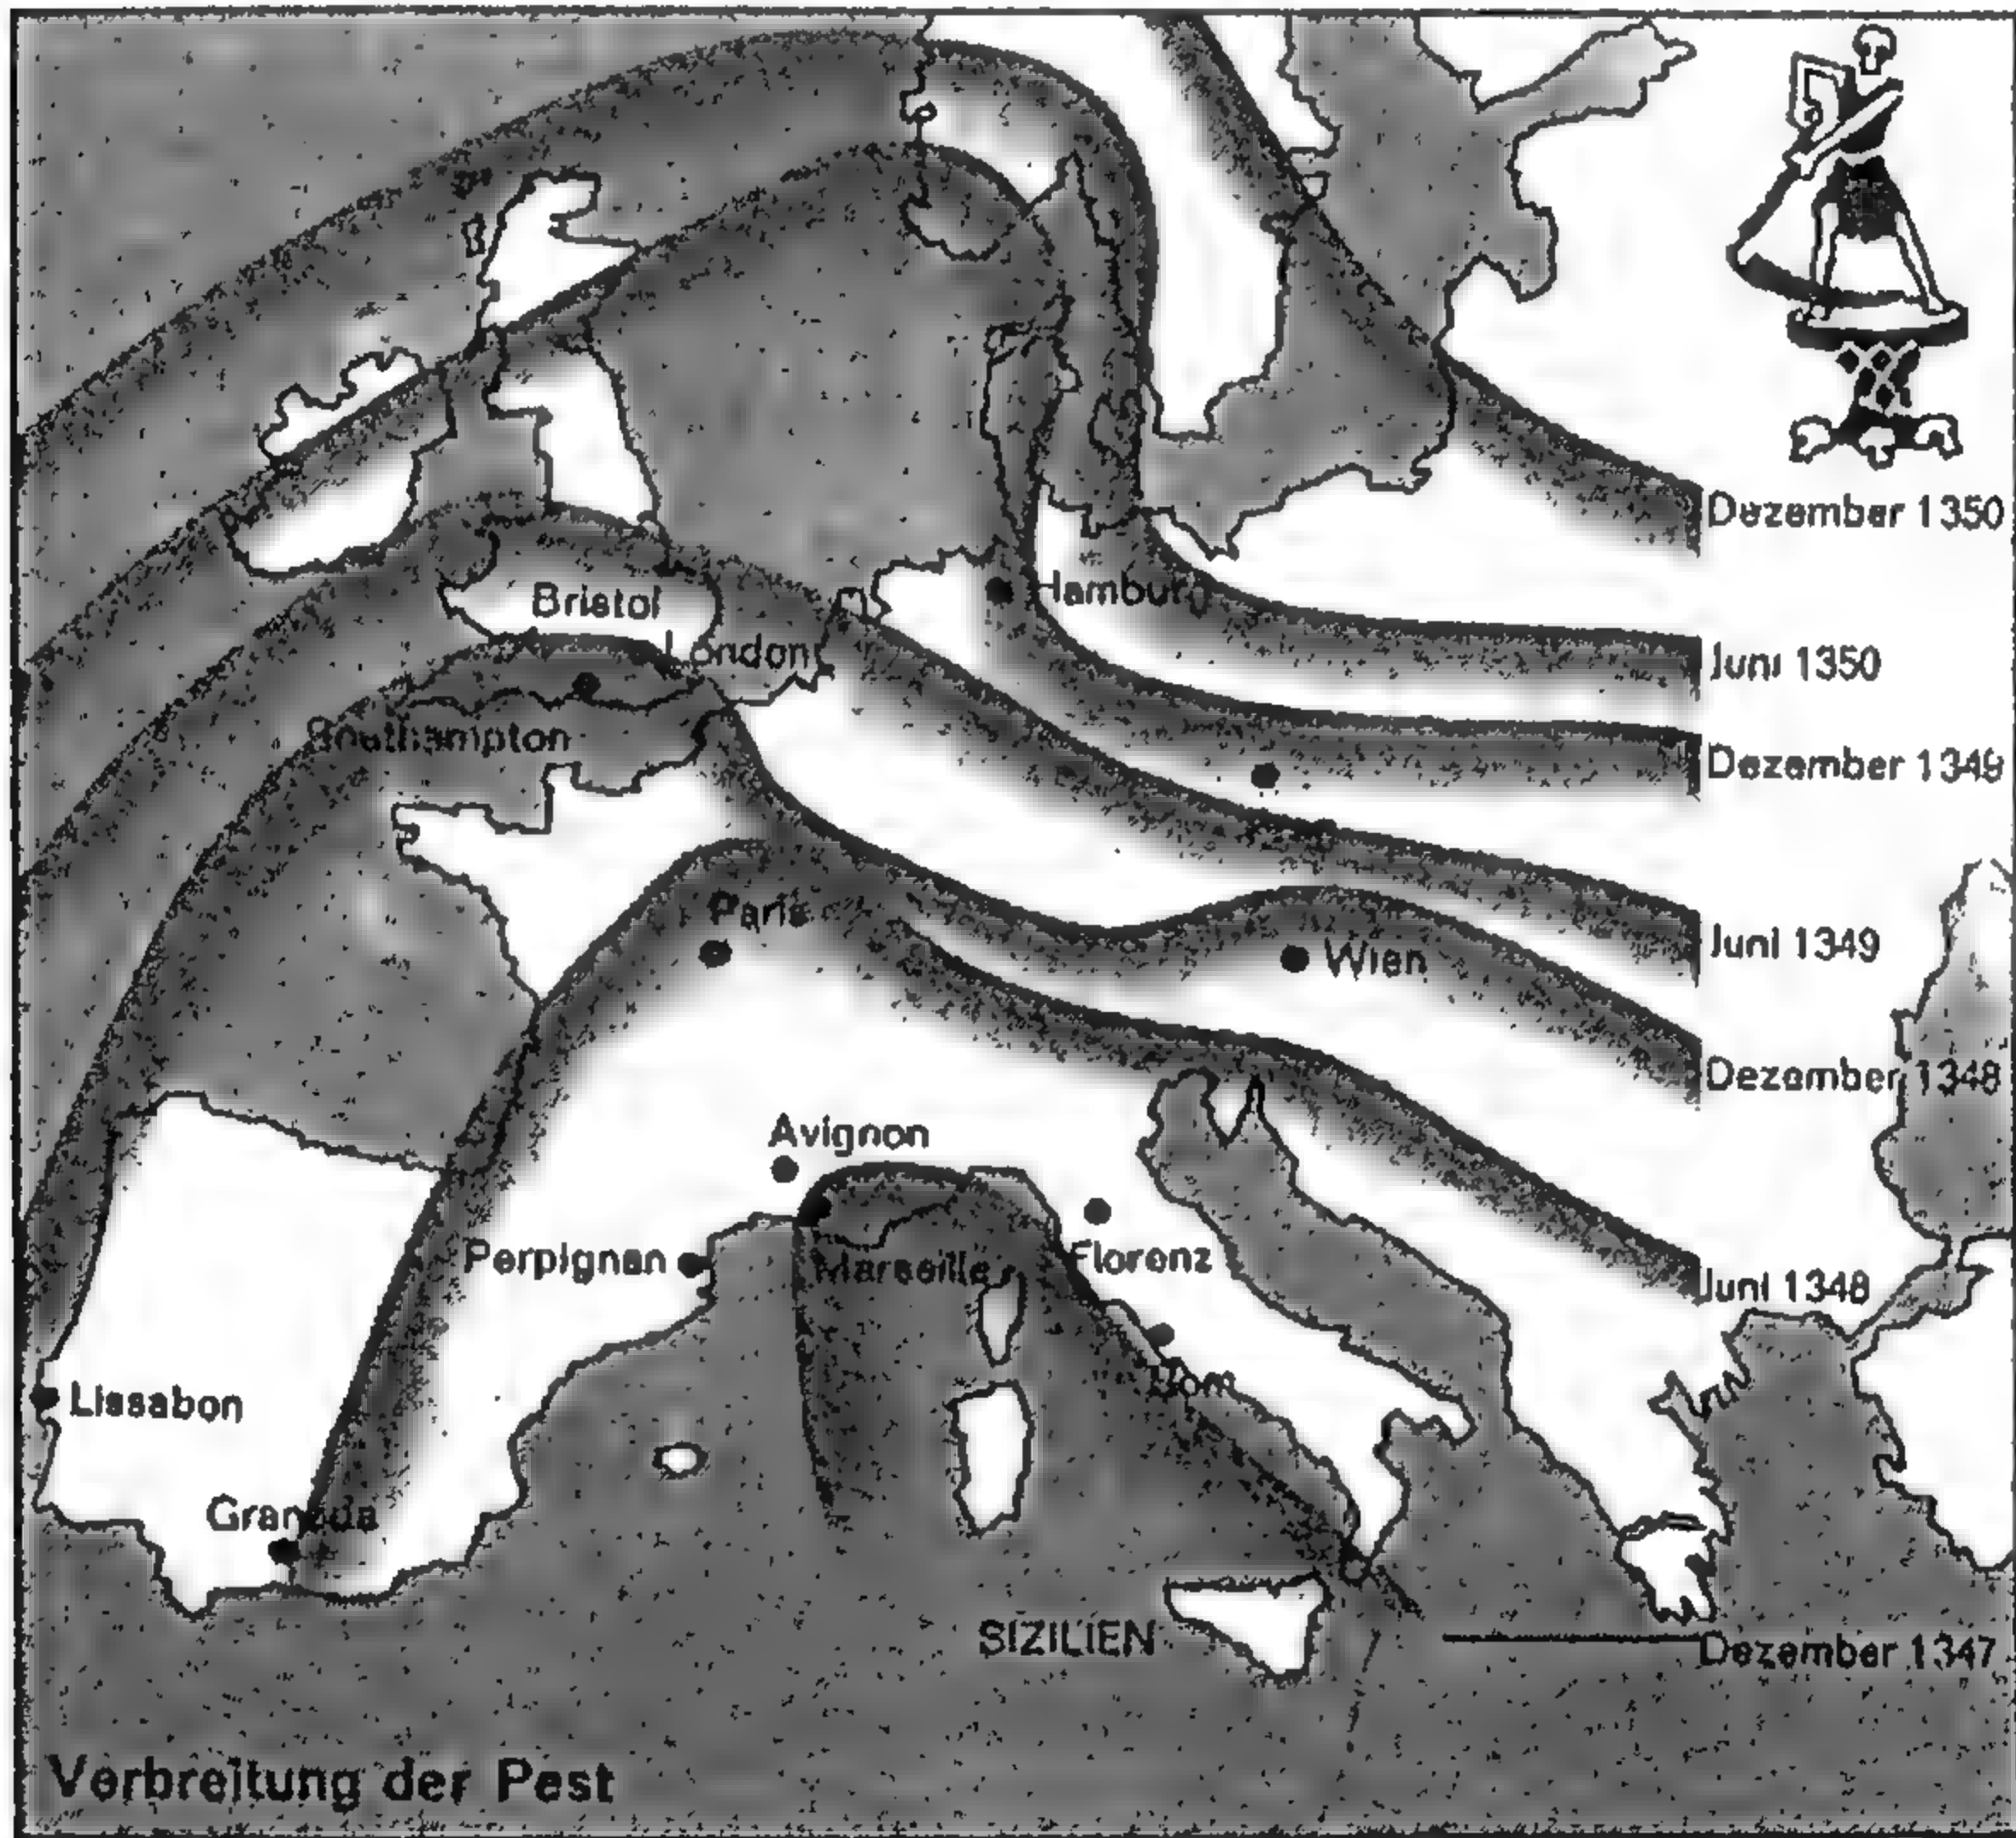 Dezember 1350
Hamburg
Bristol
London
Juni 1350
Southampton
Dezember 1349
Paris
Juni 1349
Wien
Dezember 1348
Avignon
Perpignan
Marseille
Florenz
Juni 1348
Rom
Lissabon
Granada
SIZILIEN
Dezember 1347
Verbreitung der Pest